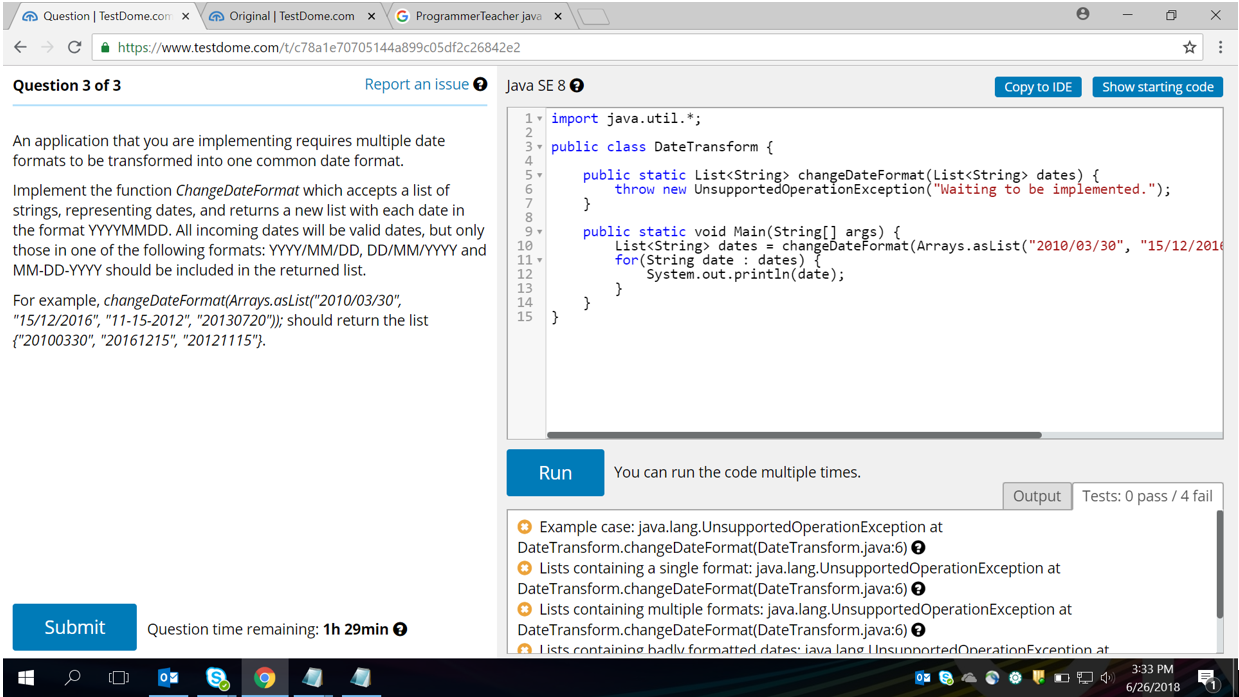 Question | TestDome.com
Original | TestDome.com
ProgrammerTeacher java
https://www.testdome.com/t/c78a1e70705144a899c05df2c26842e2
Question 3 of 3
Report an issue
An application that you are implementing requires multiple date
formats to be transformed into one common date format.
Implement the function ChangeDateFormat which accepts a list of
strings, representing dates, and returns a new list with each date in
the format YYYYMMDD. All incoming dates will be valid dates, but only
those in one of the following formats: YYYY/MM/DD, DD/MM/YYYY and
MM-DD-YYYY should be included in the returned list.
For example, changeDateFormat(Arrays.asList("2010/03/30",
"15/12/2016", "11-15-2012", "20130720")); should return the list
{"20100330", "20161215", "20121115"}.
Submit
Question time remaining: 1h 29min
Java SE 8
Copy to IDE
Show starting code
1 import java.util.*;
2
3 public class DateTransform {
4
5 public static List<String> changeDateFormat(List<String> dates) {
6 throw new UnsupportedOperationException("Waiting to be implemented.");
7 }
8
9 public static void Main(String[] args) {
10 List<String> dates = changeDateFormat(Arrays.asList("2010/03/30", "15/12/2016
11 for(String date : dates) {
12 System.out.println(date);
13 }
14 }
15 }
Run
You can run the code multiple times.
Output
Tests: 0 pass / 4 fail
Example case: java.lang.UnsupportedOperationException at
DateTransform.changeDateFormat(DateTransform.java:6)
Lists containing a single format: java.lang.UnsupportedOperationException at
DateTransform.changeDateFormat(DateTransform.java:6)
Lists containing multiple formats: java.lang.UnsupportedOperationException at
DateTransform.changeDateFormat(DateTransform.java:6)
Lists containing badly formatted dates: java.lang.UnsupportedOperationException at
3:33 PM
6/26/2018
1